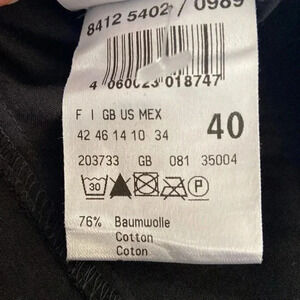 8412 5402 / 0989
4 060023 018747
F I GB US MEX
42 46 14 10 34
40
203733 GB 081 35004
30
P
76% Baumwolle
Cotton
Coton